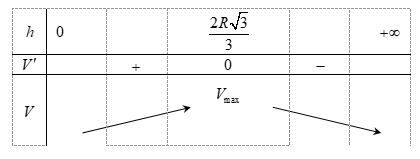 h 0 2R√3/3 +∞
V' + 0 −
V V_max